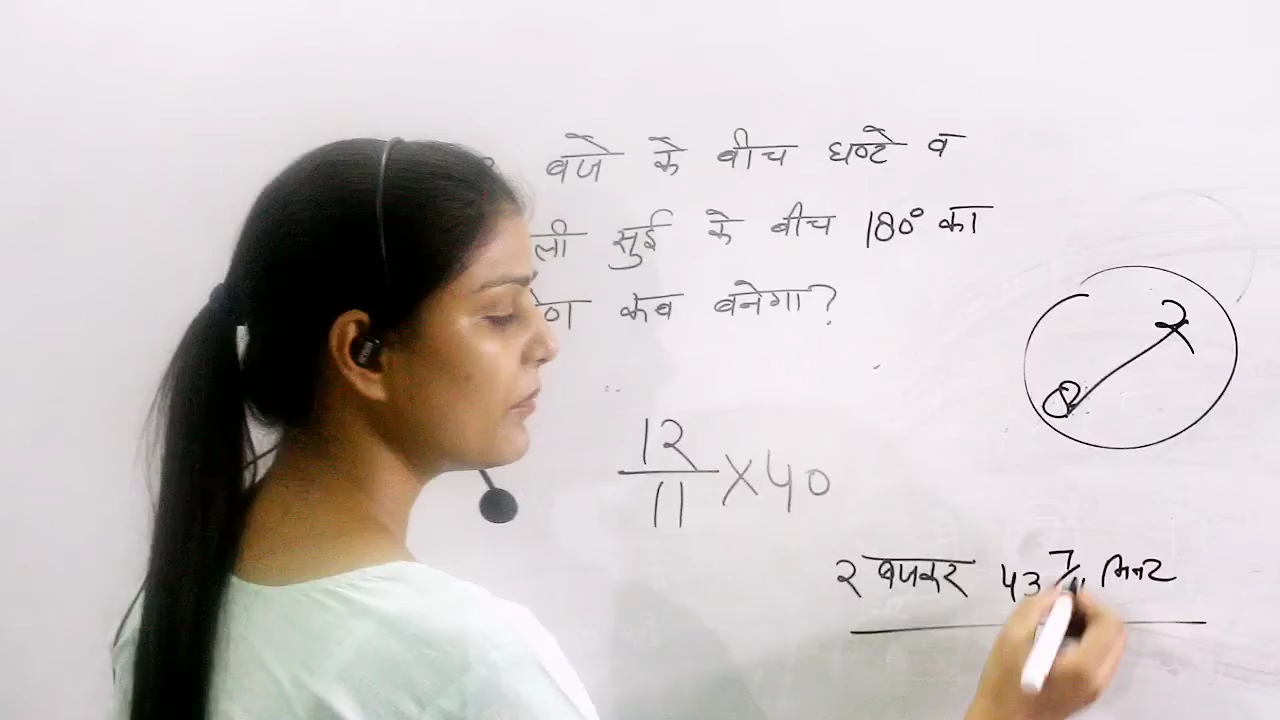 बजे के बीच घण्टे व
सुई के बीच 180° का
कब बनेगा?
2
8
12/11 × 40
2 बजकर 43 7/11 मिनट